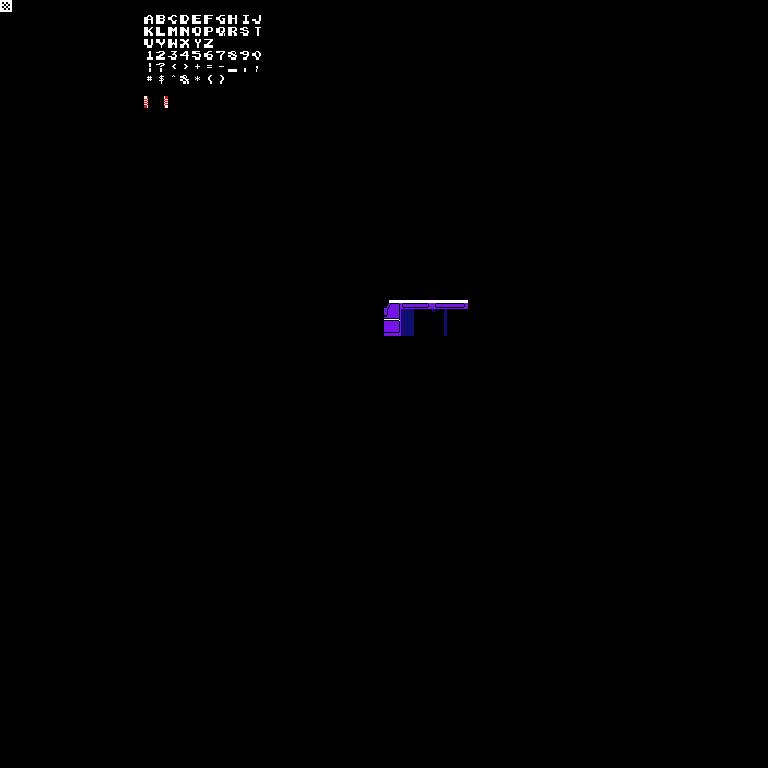 ABCDEFGHIJ
KLMNOPQRST
UVWXYZ
1234567890
!?<>+=-_.,
#$^&*()